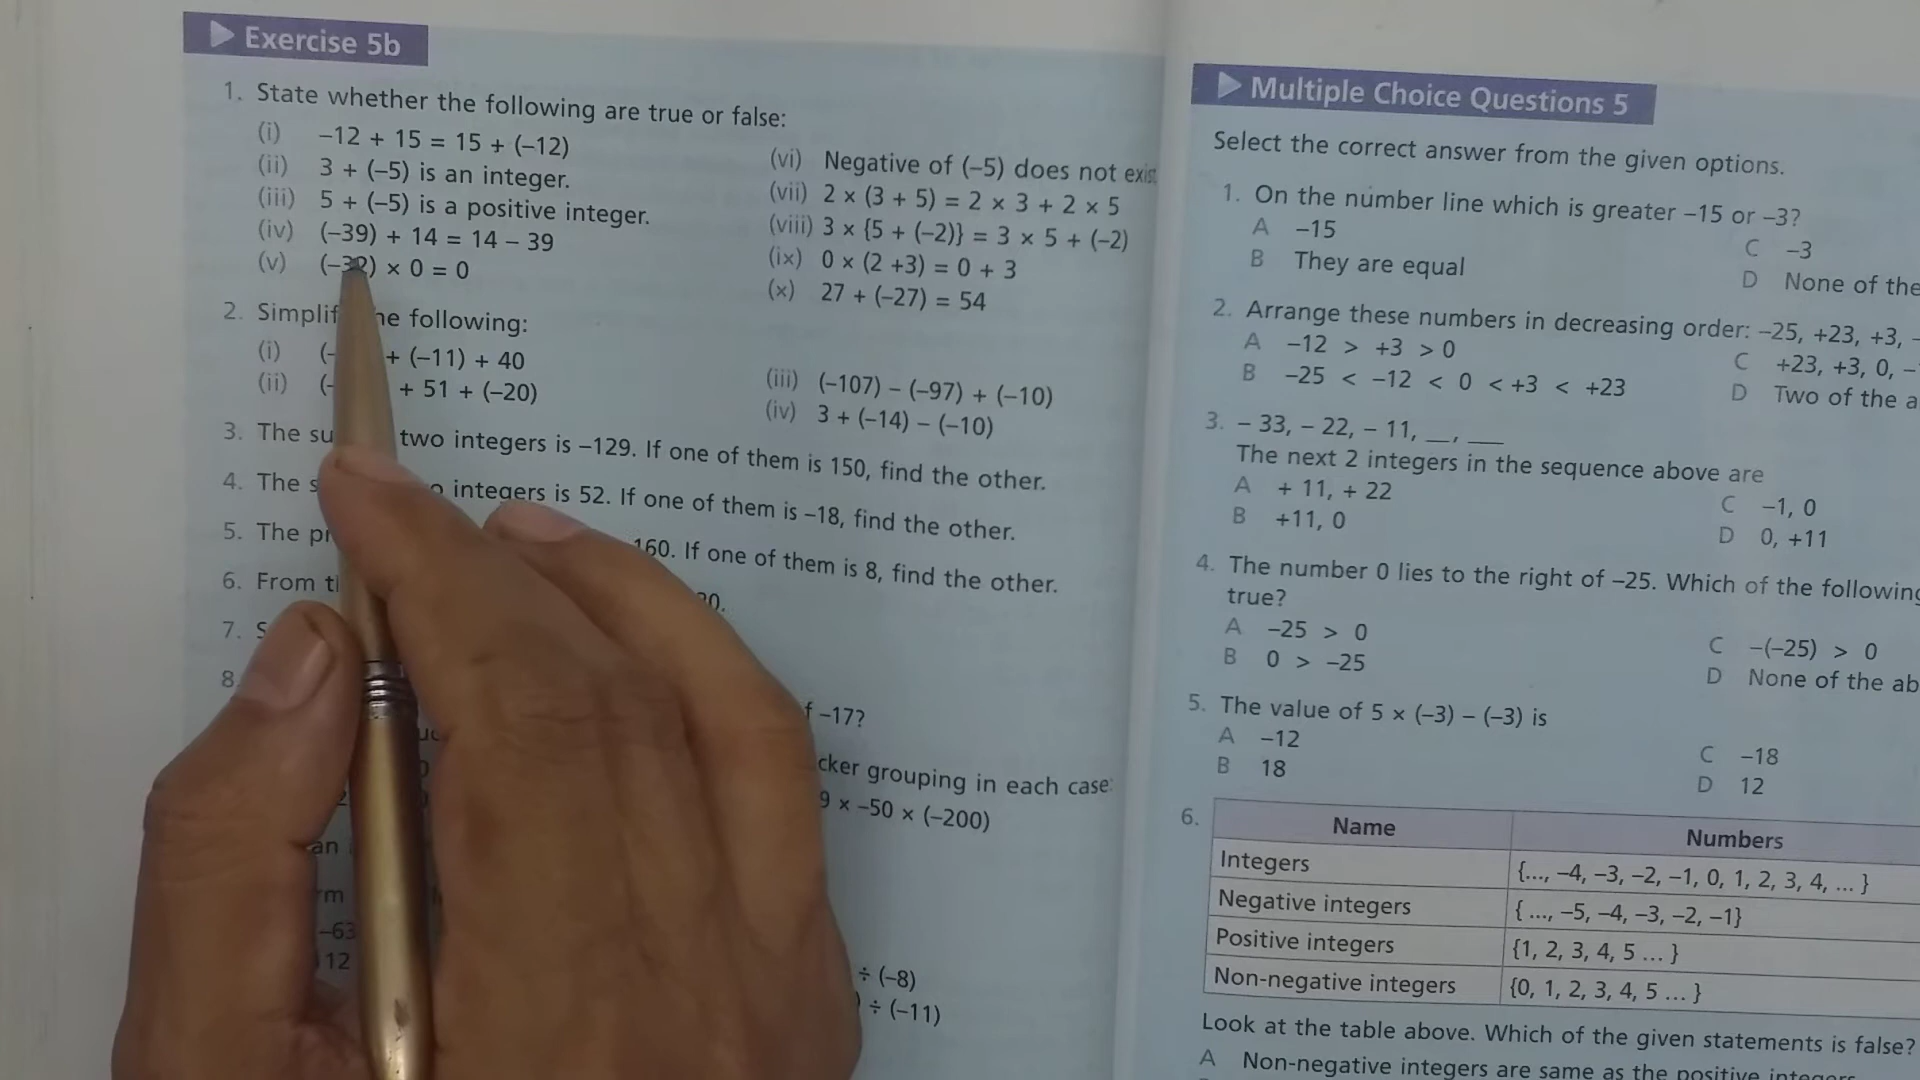 Exercise 5b
1. State whether the following are true or false:
(i) –12 + 15 = 15 + (–12)
(ii) 3 + (–5) is an integer.
(iii) 5 + (–5) is a positive integer.
(iv) (–39) + 14 = 14 – 39
(v) (–32) × 0 = 0
(vi) Negative of (–5) does not
(vii) 2 × (3 + 5) = 2 × 3 + 2 × 5
(viii) 3 × {5 + (–2)} = 3 × 5 + (–2)
(ix) 0 × (2 +3) = 0 + 3
(x) 27 + (–27) = 54
2. the following:
(i) + (–11) + 40
(ii) + 51 + (–20)
(iii) (–107) – (–97) + (–10)
(iv) 3 + (–14) – (–10)
3. The two integers is –129. If one of them is 150, find the other.
4. The integers is 52. If one of them is –18, find the other.
5. The 160. If one of them is 8, find the other.
6. From
7.
8.
–17?
grouping in each case:
9 × –50 × (–200)
an
–63
12
÷ (–8)
÷ (–11)
Multiple Choice Questions 5
Select the correct answer from the given options.
1. On the number line which is greater –15 or –3?
A –15
B They are equal
C –3
D None of the
2. Arrange these numbers in decreasing order: –25, +23, +3,
A –12 > +3 > 0
B –25 < –12 < 0 < +3 < +23
C +23, +3, 0, –
D Two of the
3. – 33, – 22, – 11, __, __
The next 2 integers in the sequence above are
A + 11, + 22
B +11, 0
C –1, 0
D 0, +11
4. The number 0 lies to the right of –25. Which of the following
true?
A –25 > 0
B 0 > –25
C –(–25) > 0
D None of the
5. The value of 5 × (–3) – (–3) is
A –12
B 18
C –18
D 12
6. Name Numbers
Integers {..., –4, –3, –2, –1, 0, 1, 2, 3, 4, ... }
Negative integers { ..., –5, –4, –3, –2, –1}
Positive integers {1, 2, 3, 4, 5 ... }
Non-negative integers {0, 1, 2, 3, 4, 5 ... }
Look at the table above. Which of the given statements is false?
A Non-negative integers are same as the positive integers